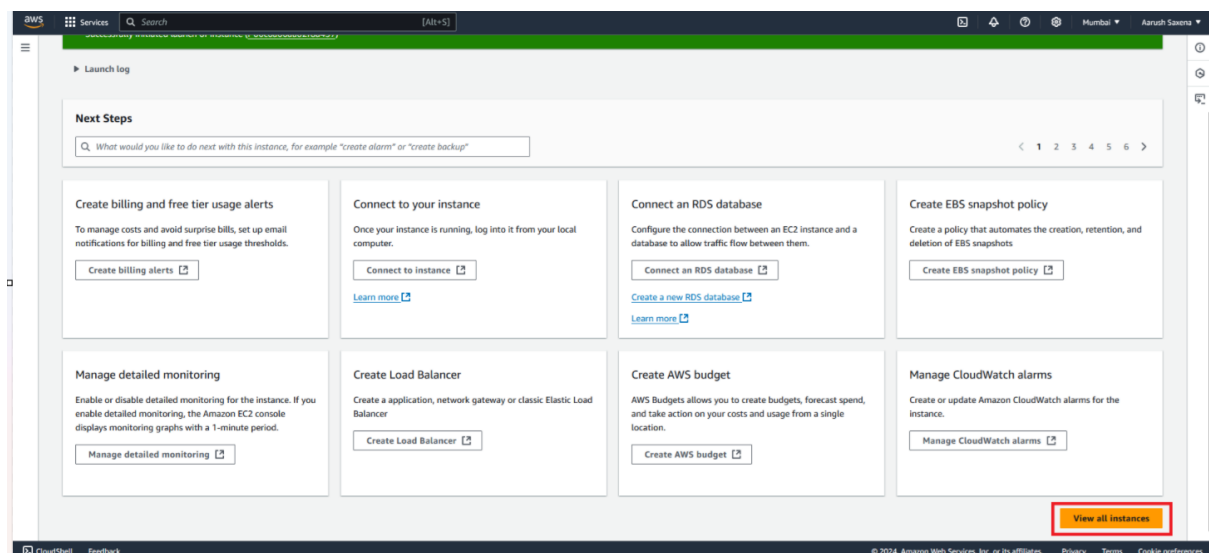 aws
Services
Search
[Alt+S]
Mumbai
Aarush Saxena
Successfully initiated launch of instance
Launch log
Next Steps
What would you like to do next with this instance, for example "create alarm" or "create backup"
1 2 3 4 5 6
Create billing and free tier usage alerts
To manage costs and avoid surprise bills, set up email
notifications for billing and free tier usage thresholds.
Create billing alerts
Connect to your instance
Once your instance is running, log into it from your local
computer.
Connect to instance
Learn more
Connect an RDS database
Configure the connection between an EC2 instance and a
database to allow traffic flow between them.
Connect an RDS database
Create a new RDS database
Learn more
Create EBS snapshot policy
Create a policy that automates the creation, retention, and
deletion of EBS snapshots
Create EBS snapshot policy
Manage detailed monitoring
Enable or disable detailed monitoring for the instance. If you
enable detailed monitoring, the Amazon EC2 console
displays monitoring graphs with a 1-minute period.
Manage detailed monitoring
Create Load Balancer
Create a application, network gateway or classic Elastic Load
Balancer
Create Load Balancer
Create AWS budget
AWS Budgets allows you to create budgets, forecast spend,
and take action on your costs and usage from a single
location.
Create AWS budget
Manage CloudWatch alarms
Create or update Amazon CloudWatch alarms for the
instance.
Manage CloudWatch alarms
View all instances
CloudShell
Feedback
© 2024, Amazon Web Services, Inc. or its affiliates.
Privacy
Terms
Cookie preferences